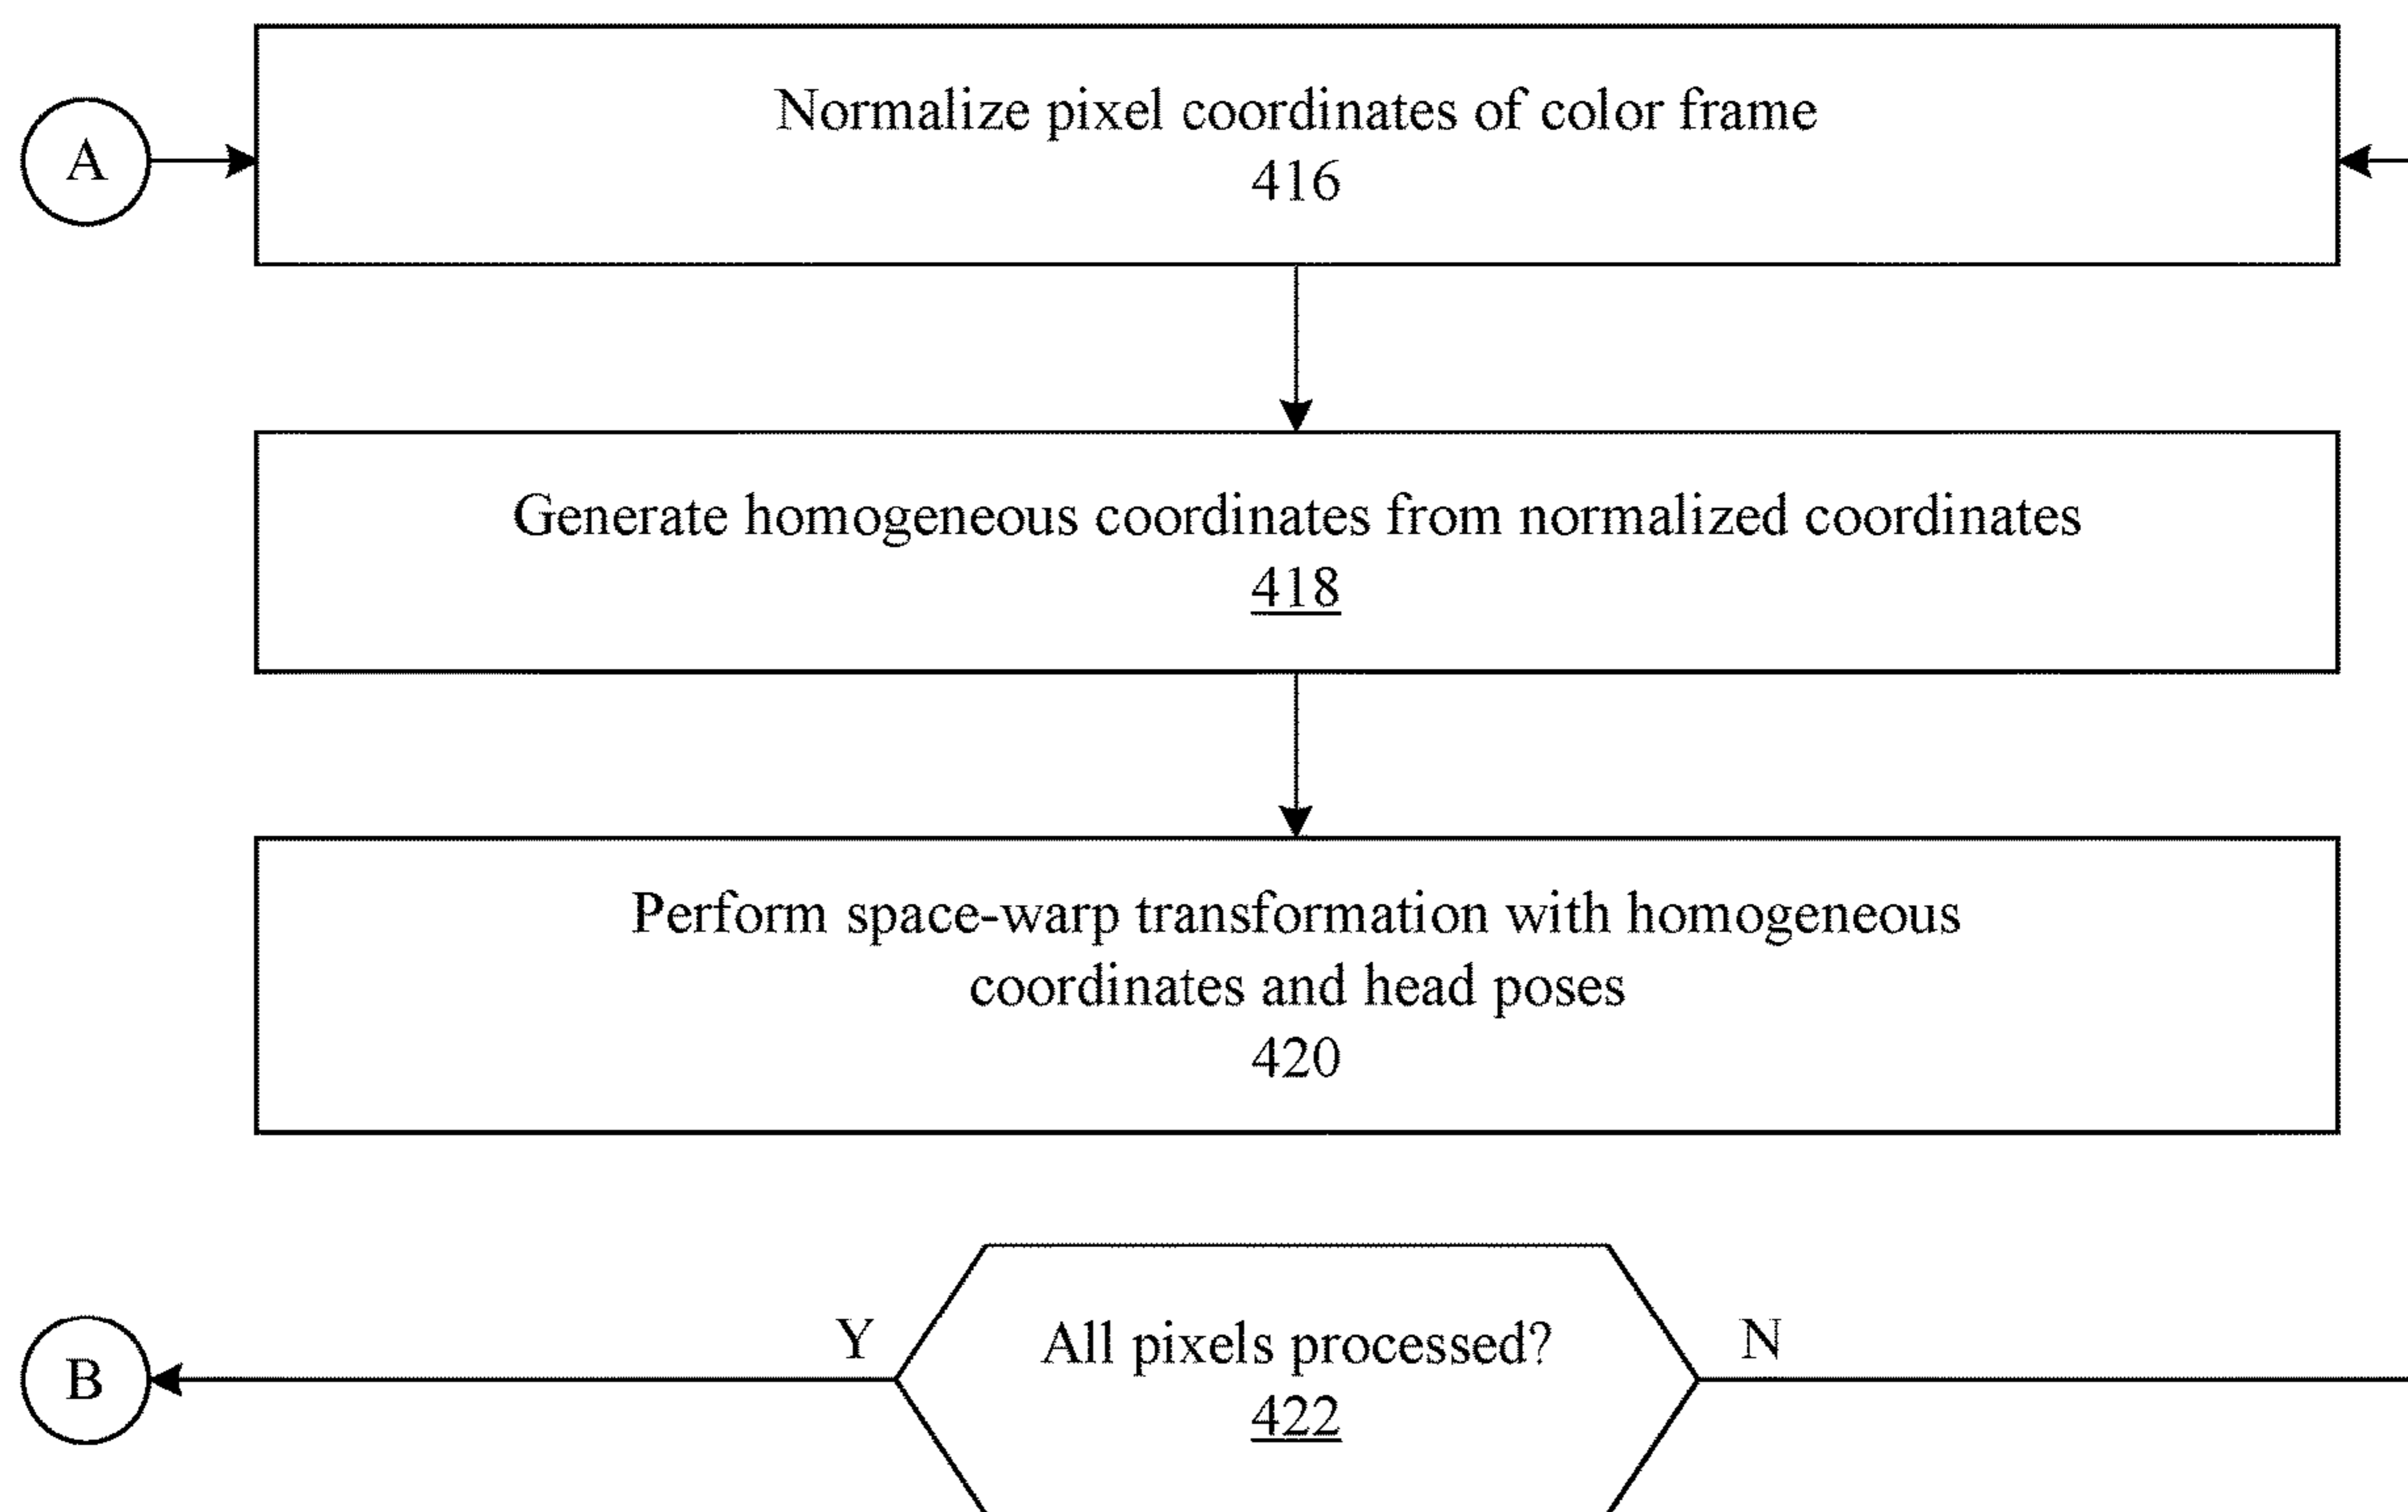 A
Normalize pixel coordinates of color frame
416
Generate homogeneous coordinates from normalized coordinates
418
Perform space-warp transformation with homogeneous
coordinates and head poses
420
Y
All pixels processed?
N
422
B